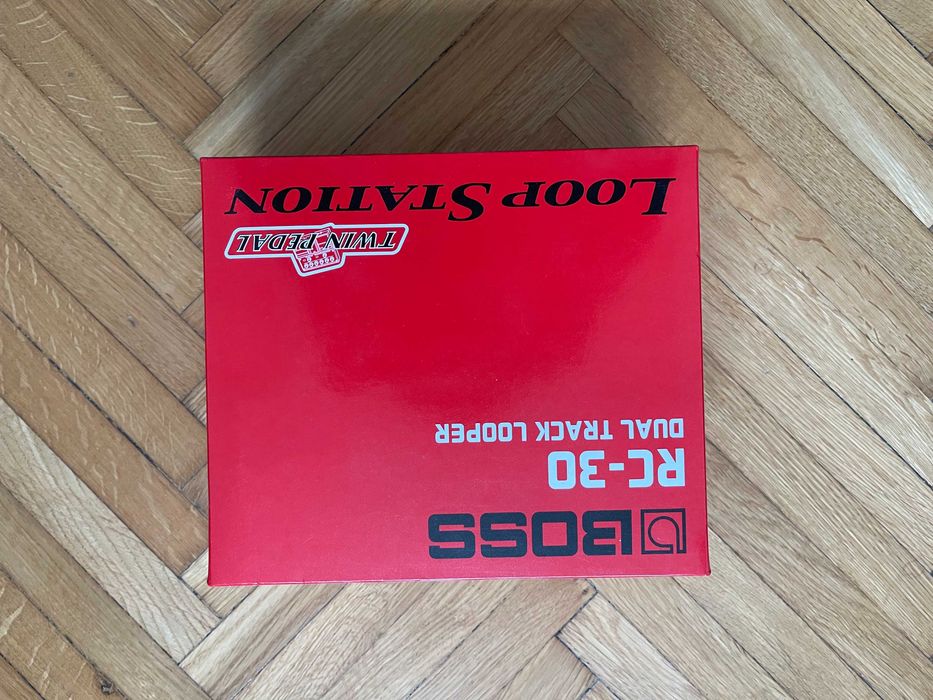 BOSS
RC-30
DUAL TRACK LOOPER
TWIN PEDAL
LOOP STATION